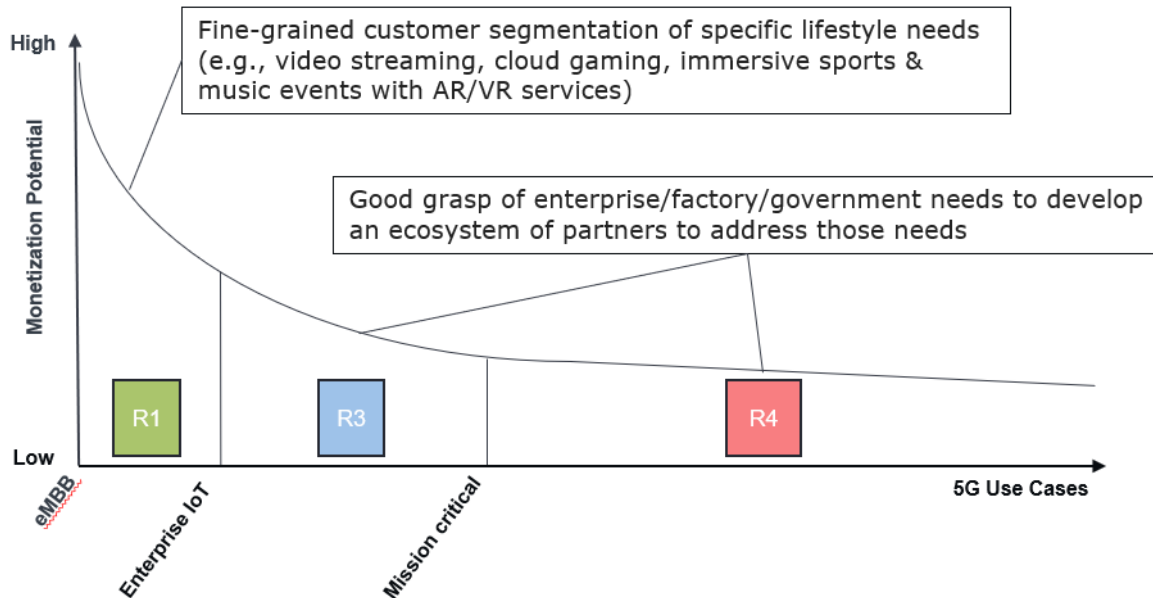 High
Fine-grained customer segmentation of specific lifestyle needs
(e.g., video streaming, cloud gaming, immersive sports &
music events with AR/VR services)
Monetization Potential
Good grasp of enterprise/factory/government needs to develop
an ecosystem of partners to address those needs
R1
R3
R4
Low
eMBB
Enterprise IoT
Mission critical
5G Use Cases